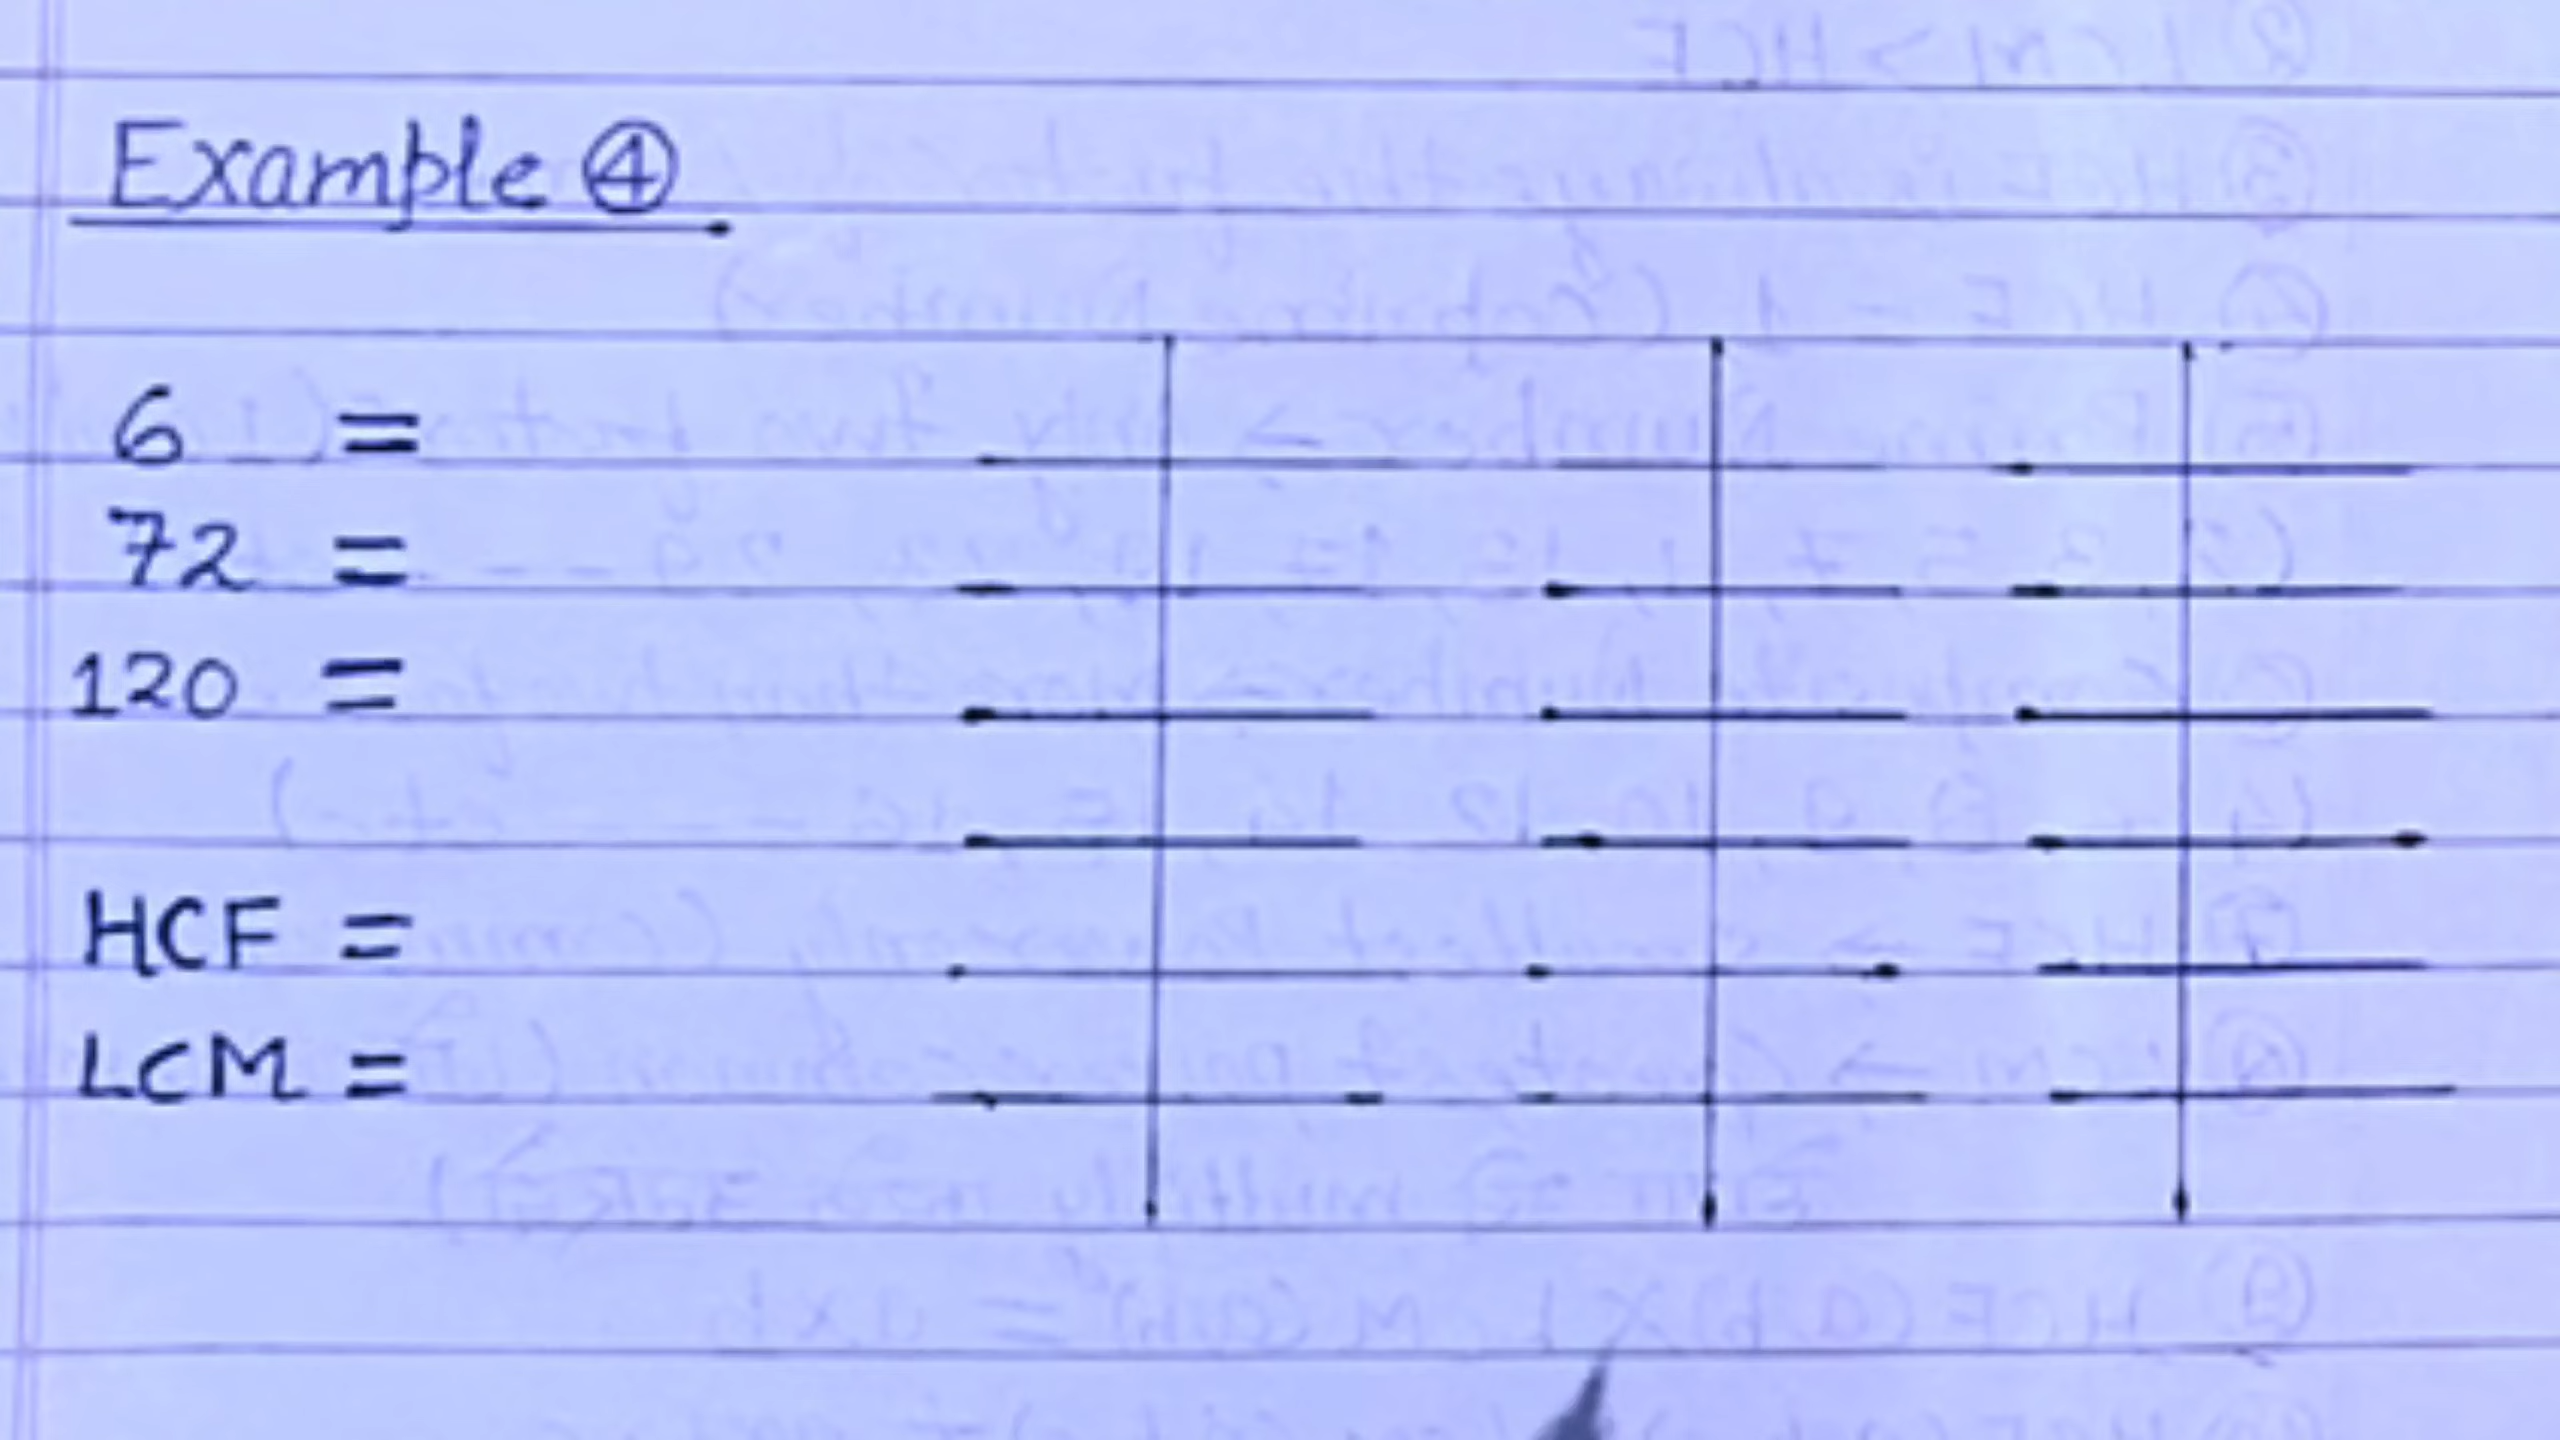 Example ④
6 =
72 =
120 =
HCF =
LCM =